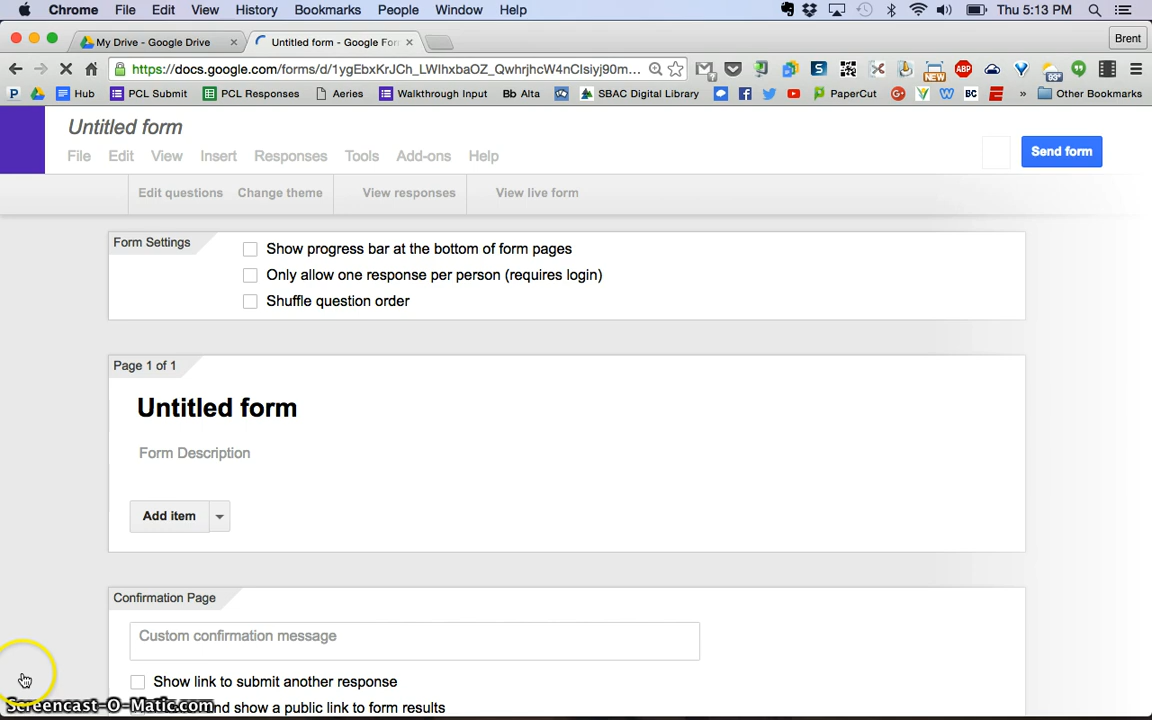 Chrome File Edit View History Bookmarks People Window Help Thu 5:13 PM
My Drive - Google Drive Untitled form - Google For Brent
https://docs.google.com/forms/d/1ygEbxKrJCh_LWIhxbaOZ_QwhrjhcW4nCIsiyj90m...
Hub PCL Submit PCL Responses Aeries Walkthrough Input Bb Alta SBAC Digital Library PaperCut BC » Other Bookmarks
Untitled form
File Edit View Insert Responses Tools Add-ons Help
Send form
Edit questions Change theme View responses View live form
Form Settings
Show progress bar at the bottom of form pages
Only allow one response per person (requires login)
Shuffle question order
Page 1 of 1
Untitled form
Form Description
Add item
Confirmation Page
Custom confirmation message
Show link to submit another response
and show a public link to form results
Screencast-O-Matic.com